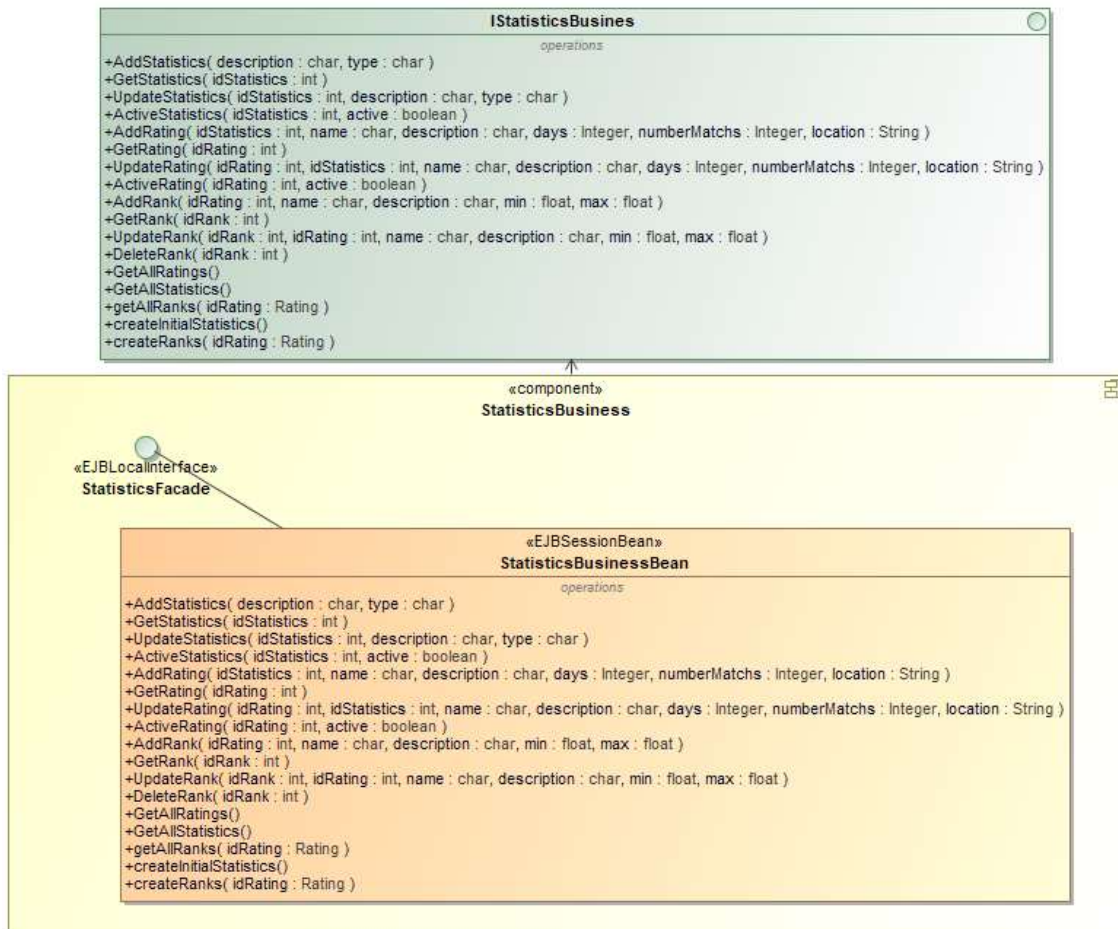 IStatisticsBusines
operations
+AddStatistics( description : char, type : char )
+GetStatistics( idStatistics : int )
+UpdateStatistics( idStatistics : int, description : char, type : char )
+ActiveStatistics( idStatistics : int, active : boolean )
+AddRating( idStatistics : int, name : char, description : char, days : Integer, numberMatchs : Integer, location : String )
+GetRating( idRating : int )
+UpdateRating( idRating : int, idStatistics : int, name : char, description : char, days : Integer, numberMatchs : Integer, location : String )
+ActiveRating( idRating : int, active : boolean )
+AddRank( idRating : int, name : char, description : char, min : float, max : float )
+GetRank( idRank : int )
+UpdateRank( idRank : int, idRating : int, name : char, description : char, min : float, max : float )
+DeleteRank( idRank : int )
+GetAllRatings()
+GetAllStatistics()
+getAllRanks( idRating : Rating )
+createInitialStatistics()
+createRanks( idRating : Rating )
«component»
StatisticsBusiness
«EJBLocalInterface»
StatisticsFacade
«EJBSessionBean»
StatisticsBusinessBean
operations
+AddStatistics( description : char, type : char )
+GetStatistics( idStatistics : int )
+UpdateStatistics( idStatistics : int, description : char, type : char )
+ActiveStatistics( idStatistics : int, active : boolean )
+AddRating( idStatistics : int, name : char, description : char, days : Integer, numberMatchs : Integer, location : String )
+GetRating( idRating : int )
+UpdateRating( idRating : int, idStatistics : int, name : char, description : char, days : Integer, numberMatchs : Integer, location : String )
+ActiveRating( idRating : int, active : boolean )
+AddRank( idRating : int, name : char, description : char, min : float, max : float )
+GetRank( idRank : int )
+UpdateRank( idRank : int, idRating : int, name : char, description : char, min : float, max : float )
+DeleteRank( idRank : int )
+GetAllRatings()
+GetAllStatistics()
+getAllRanks( idRating : Rating )
+createInitialStatistics()
+createRanks( idRating : Rating )